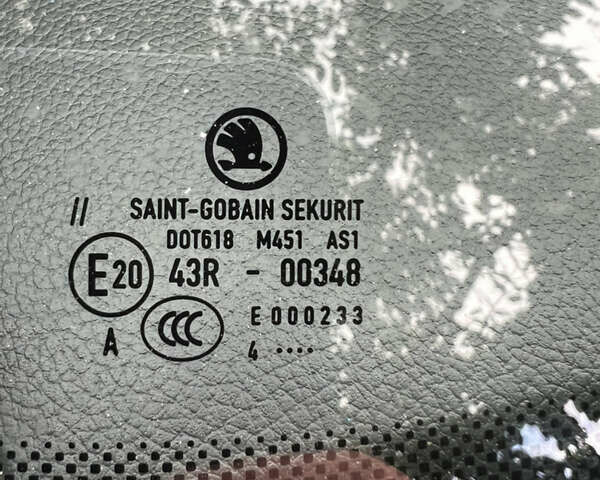 // SAINT-GOBAIN SEKURIT
DOT618 M451 AS1
E20 43R - 00348
CCC E000233
A 4 ····